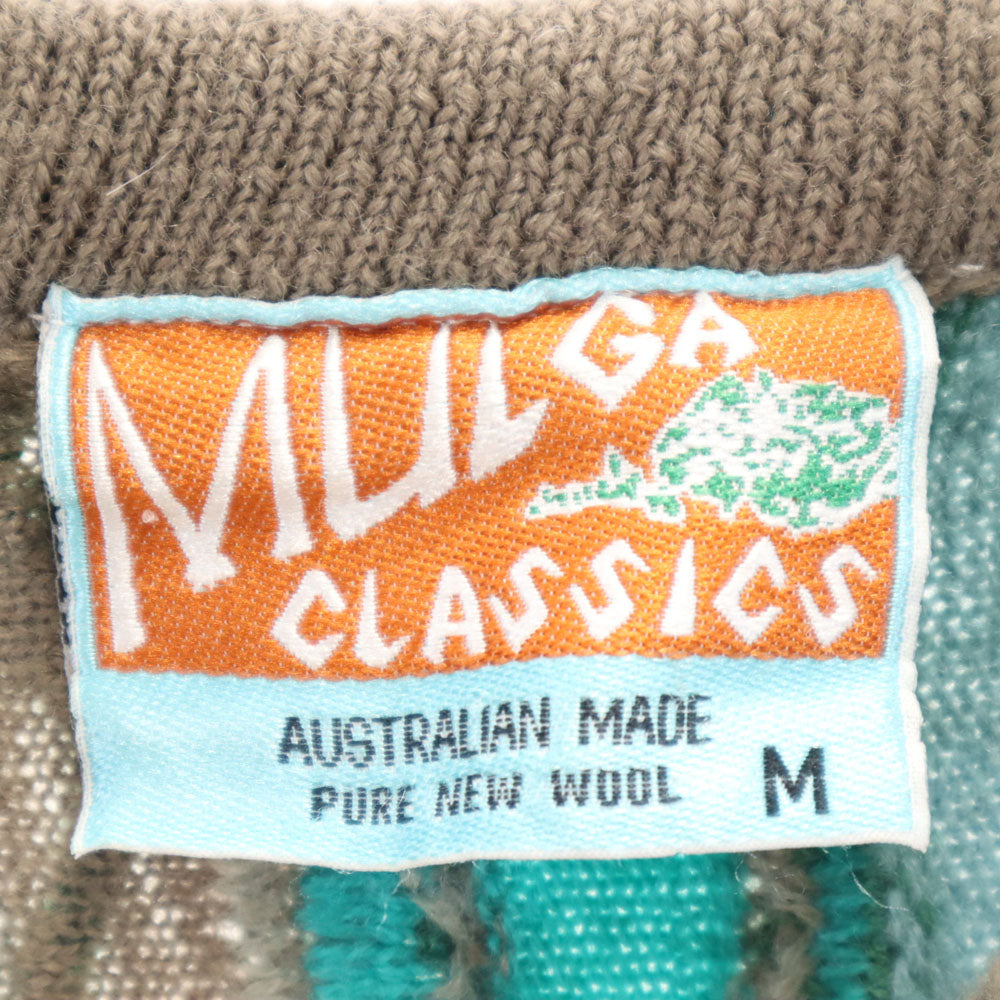 MULGA
CLASSICS
AUSTRALIAN MADE
PURE NEW WOOL M